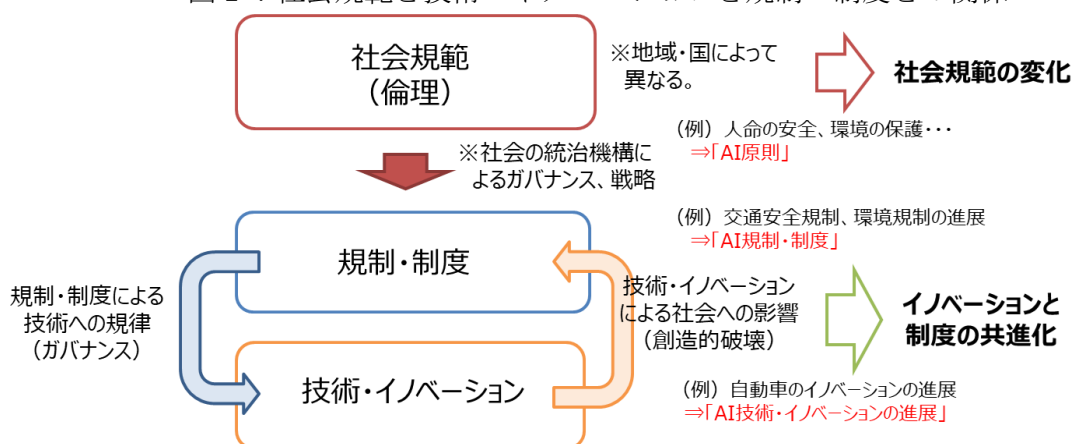 社会規範
（倫理）
※地域・国によって
異なる。
社会規範の変化
（例）人命の安全、環境の保護・・・
⇒「AI原則」
※社会の統治機構に
よるガバナンス、戦略
（例）交通安全規制、環境規制の進展
⇒「AI規制・制度」
規制・制度
規制・制度による
技術への規律
（ガバナンス）
技術・イノベーション
による社会への影響
（創造的破壊）
イノベーションと
制度の共進化
技術・イノベーション
（例）自動車のイノベーションの進展
⇒「AI技術・イノベーションの進展」